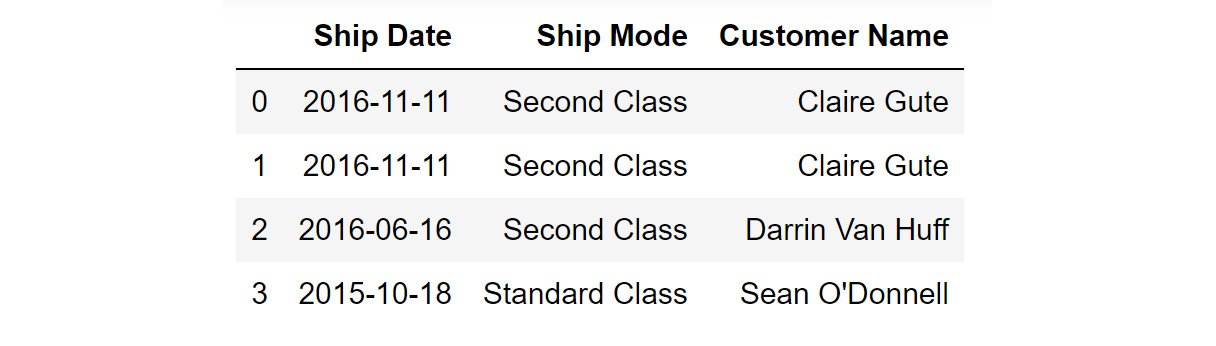 Ship Date Ship Mode Customer Name
0 2016-11-11 Second Class Claire Gute
1 2016-11-11 Second Class Claire Gute
2 2016-06-16 Second Class Darrin Van Huff
3 2015-10-18 Standard Class Sean O'Donnell